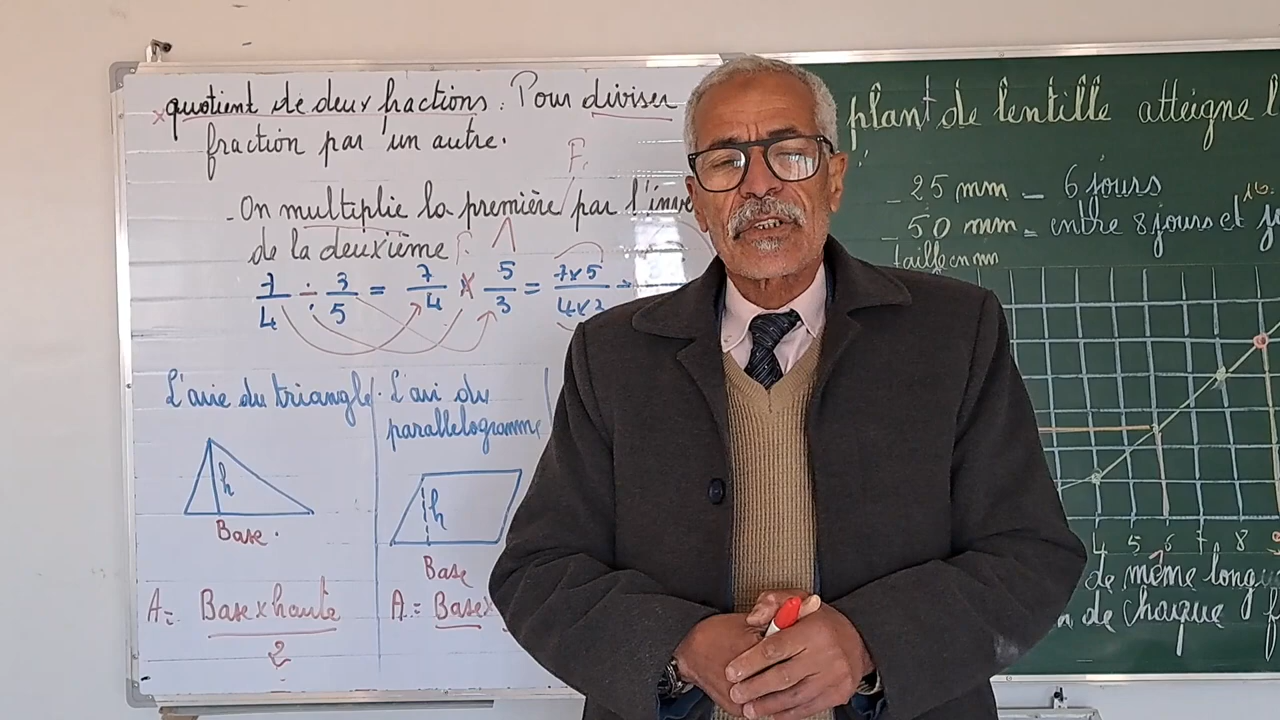 quotient de deux fractions : Pour diviser
fraction par un autre.
F.
- On multiplie la première / par l'inve
de la deuxième F.
7/4 ÷ 3/5 = 7/4 × 5/3 = 7×5/4×3 =
L'aire du triangle.
h
Base.
A = Base x haute / 2
L'ai du
parallelogramme
h
Base
A = Base x
plant de lentille atteigne l
- 25 mm = 6 jours
- 50 mm = entre 8 jours et
taille en mm
4 5 6 7 8
de même longu
de chaque f